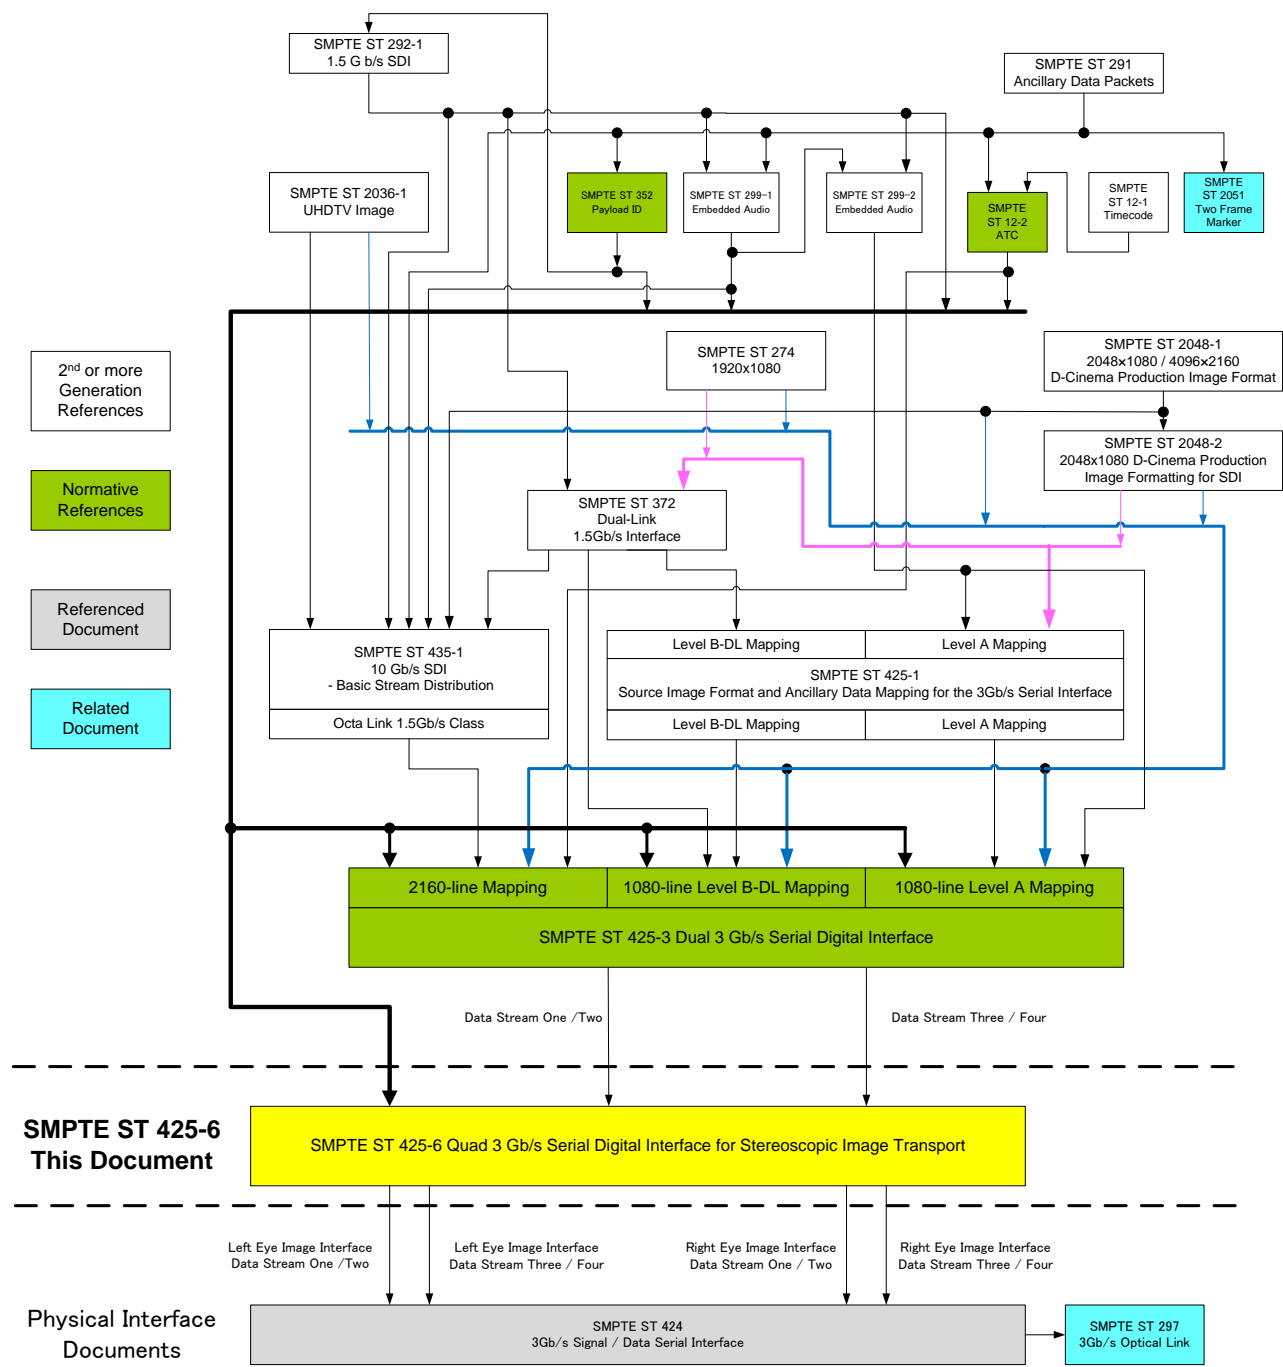 SMPTE ST 292-1
1.5 G b/s SDI
SMPTE ST 291
Ancillary Data Packets
SMPTE ST 2036-1
UHDTV Image
SMPTE ST 352
Payload ID
SMPTE ST 299-1
Embedded Audio
SMPTE ST 299-2
Embedded Audio
SMPTE
ST 12-2
ATC
SMPTE
ST 12-1
Timecode
SMPTE
ST 2051
Two Frame
Marker
2nd or more
Generation
References
SMPTE ST 274
1920x1080
SMPTE ST 2048-1
2048×1080 / 4096×2160
D-Cinema Production Image Format
SMPTE ST 2048-2
2048x1080 D-Cinema Production
Image Formatting for SDI
Normative
References
SMPTE ST 372
Dual-Link
1.5Gb/s Interface
Referenced
Document
SMPTE ST 435-1
10 Gb/s SDI
- Basic Stream Distribution
Octa Link 1.5Gb/s Class
Level B-DL Mapping
Level A Mapping
SMPTE ST 425-1
Source Image Format and Ancillary Data Mapping for the 3Gb/s Serial Interface
Level B-DL Mapping
Level A Mapping
Related
Document
2160-line Mapping
1080-line Level B-DL Mapping
1080-line Level A Mapping
SMPTE ST 425-3 Dual 3 Gb/s Serial Digital Interface
Data Stream One /Two
Data Stream Three / Four
SMPTE ST 425-6
This Document
SMPTE ST 425-6 Quad 3 Gb/s Serial Digital Interface for Stereoscopic Image Transport
Left Eye Image Interface
Data Stream One /Two
Left Eye Image Interface
Data Stream Three / Four
Right Eye Image Interface
Data Stream One / Two
Right Eye Image Interface
Data Stream Three / Four
Physical Interface
Documents
SMPTE ST 424
3Gb/s Signal / Data Serial Interface
SMPTE ST 297
3Gb/s Optical Link